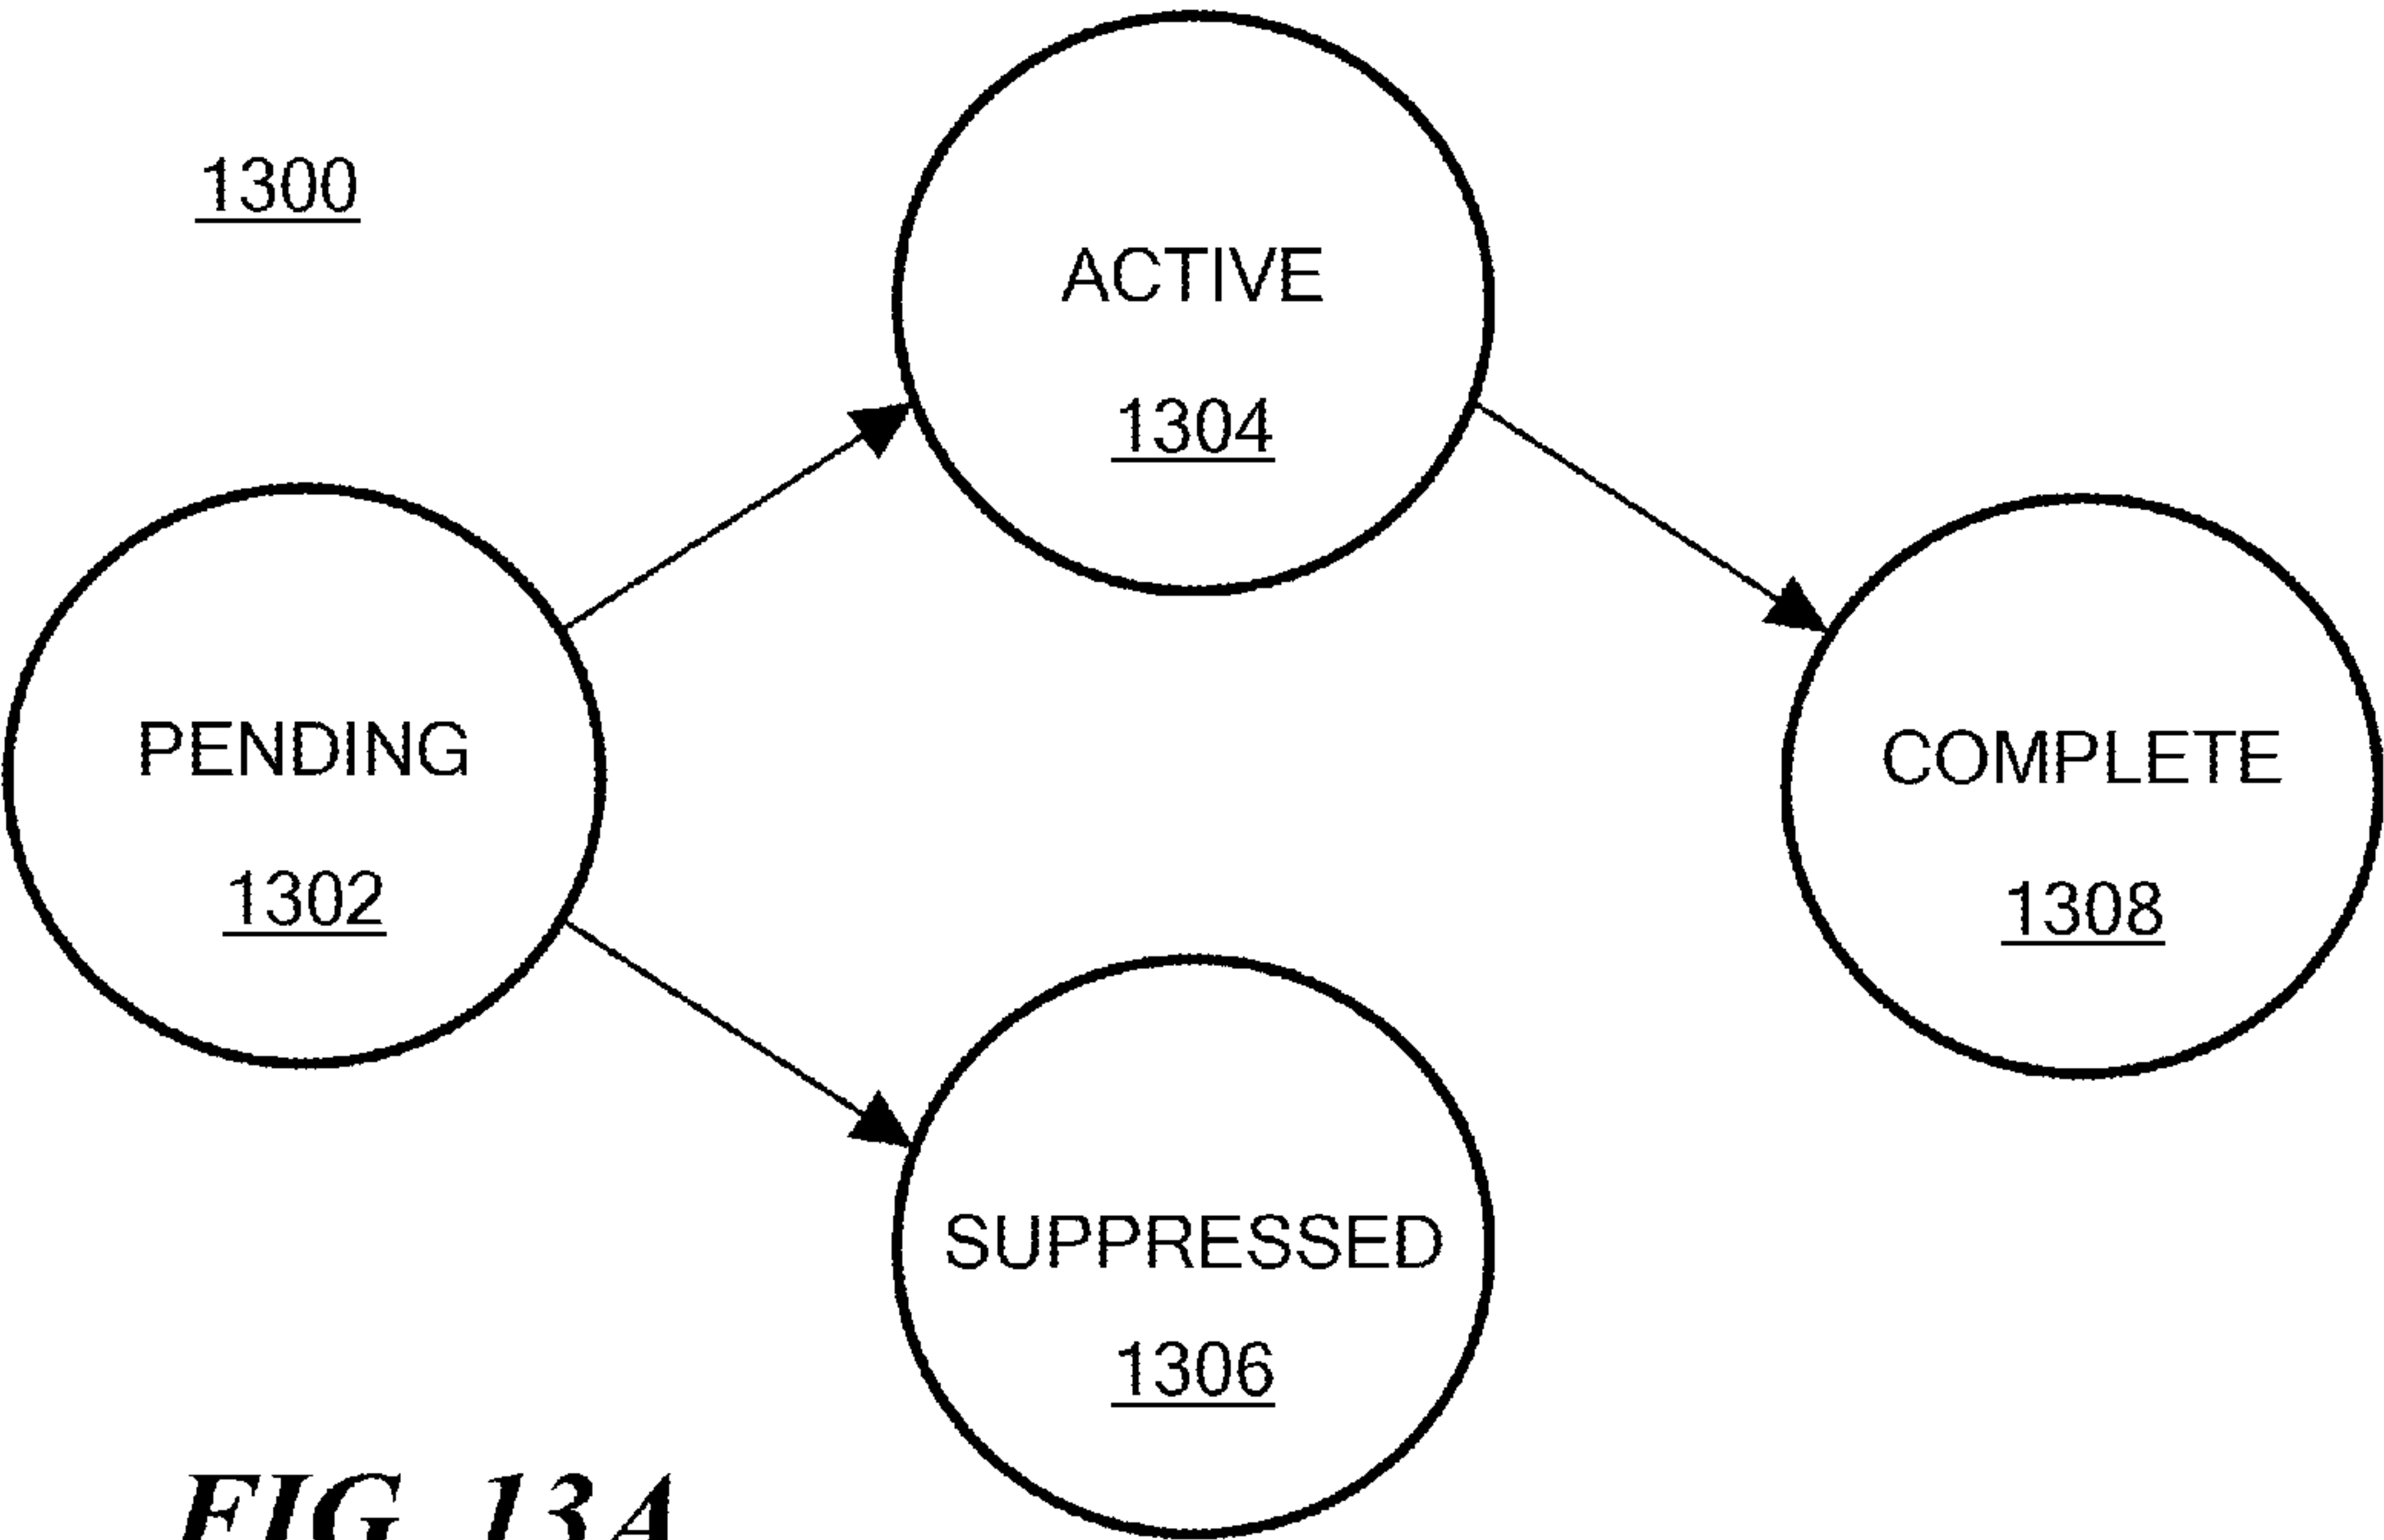 1300
ACTIVE
1304
PENDING
1302
COMPLETE
1308
SUPPRESSED
1306
FIG. 13A